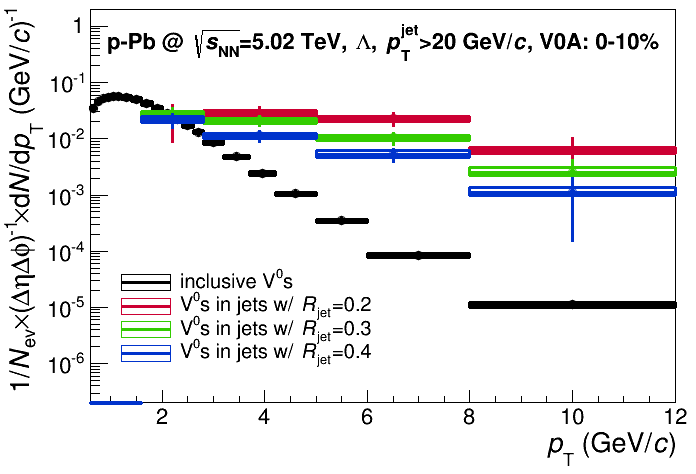 p-Pb @ √s_NN=5.02 TeV, Λ, p_T^jet>20 GeV/c, V0A: 0-10%
1/N_ev×(ΔηΔϕ)^-1×dN/dp_T (GeV/c)^-1
1
10^-1
10^-2
10^-3
10^-4
10^-5
10^-6
inclusive V^0s
V^0s in jets w/ R_jet=0.2
V^0s in jets w/ R_jet=0.3
V^0s in jets w/ R_jet=0.4
2 4 6 8 10 12
p_T (GeV/c)